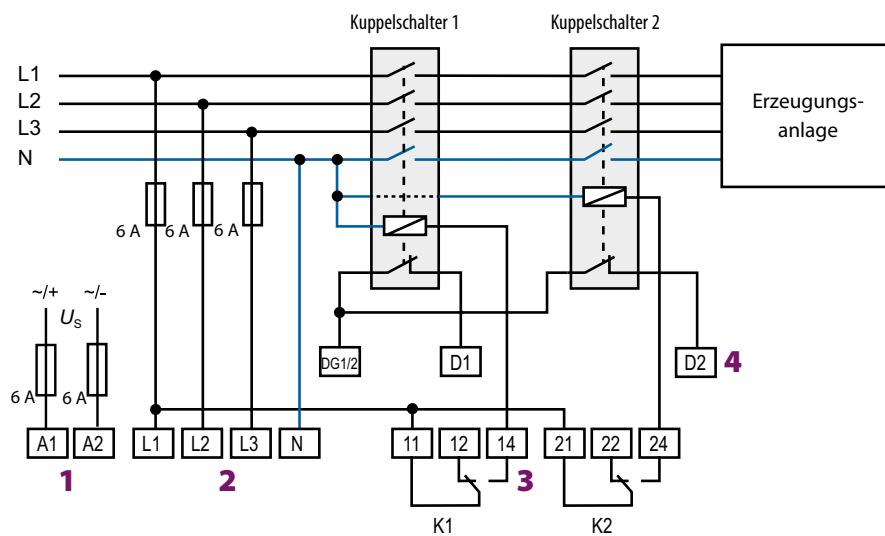 Kuppelschalter 1
Kuppelschalter 2
L1
L2
L3
N
Erzeugungs-
anlage
6 A
6 A
6 A
~/+
~/-
US
6 A
6 A
DG1/2
D1
D2
4
A1
A2
L1
L2
L3
N
11
12
14
21
22
24
1
2
3
K1
K2